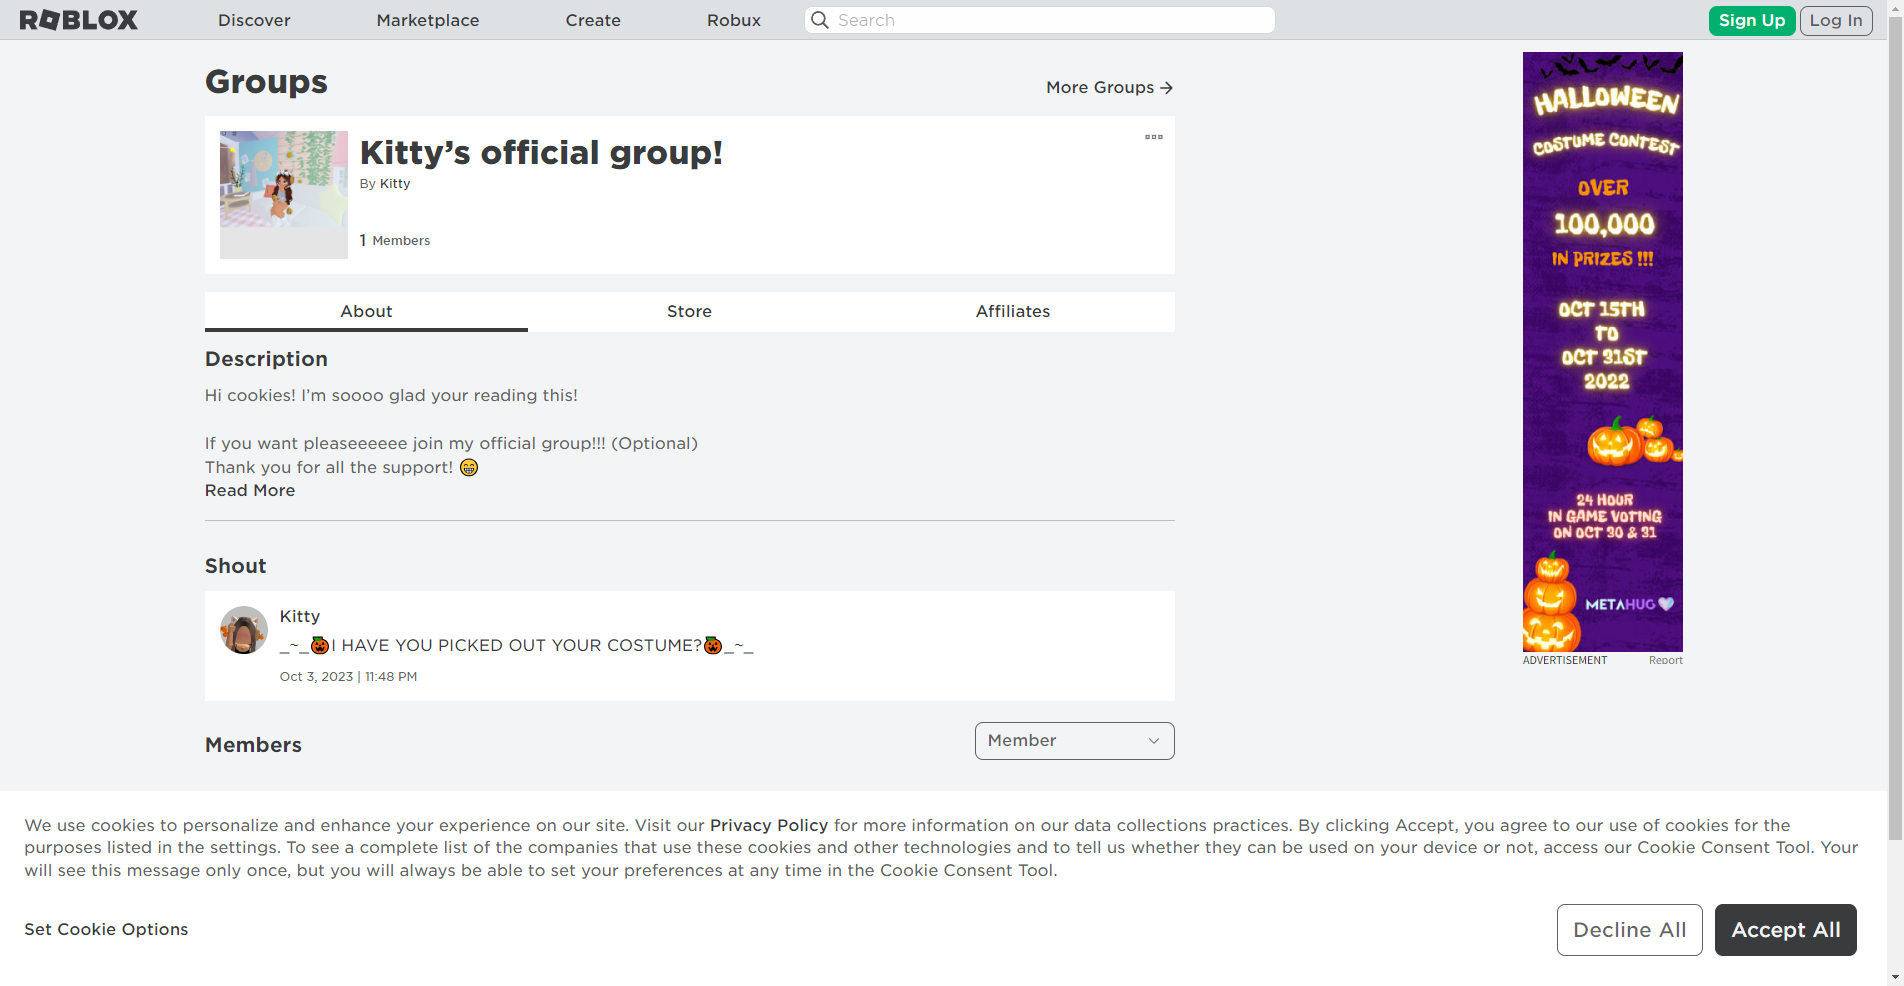 ROBLOX Discover Marketplace Create Robux Search Sign Up Log In
Groups
More Groups →
Kitty’s official group!
By Kitty
1 Members
About Store Affiliates
Description
Hi cookies! I’m soooo glad your reading this!
If you want pleaseeeeee join my official group!!! (Optional)
Thank you for all the support! 😁
Read More
Shout
Kitty
_~_🎃I HAVE YOU PICKED OUT YOUR COSTUME?🎃_~_
Oct 3, 2023 | 11:48 PM
Members
Member
HALLOWEEN
COSTUME CONTEST
OVER
100,000
IN PRIZES !!!
OCT 15TH
TO
OCT 31ST
2022
24 HOUR
IN GAME VOTING
ON OCT 30 & 31
METAHUG
ADVERTISEMENT Report
We use cookies to personalize and enhance your experience on our site. Visit our Privacy Policy for more information on our data collections practices. By clicking Accept, you agree to our use of cookies for the
purposes listed in the settings. To see a complete list of the companies that use these cookies and other technologies and to tell us whether they can be used on your device or not, access our Cookie Consent Tool. Your
will see this message only once, but you will always be able to set your preferences at any time in the Cookie Consent Tool.
Set Cookie Options
Decline All
Accept All